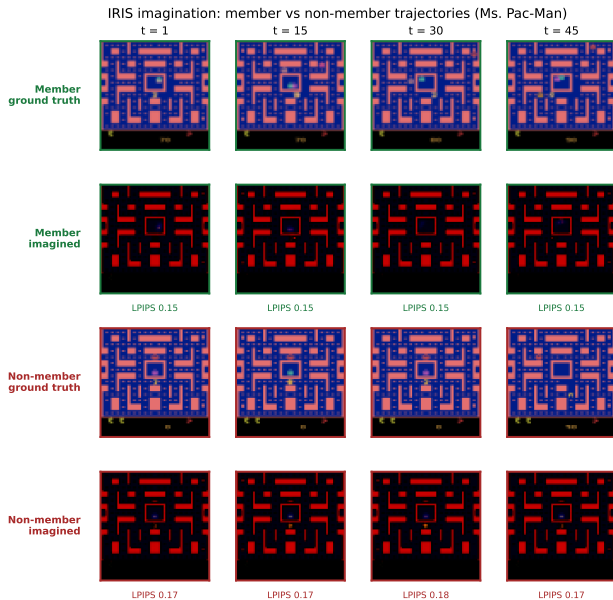 IRIS imagination: member vs non-member trajectories (Ms. Pac-Man)
t = 1 t = 15 t = 30 t = 45
Member
ground truth
Member
imagined
LPIPS 0.15 LPIPS 0.15 LPIPS 0.15 LPIPS 0.15
Non-member
ground truth
Non-member
imagined
LPIPS 0.17 LPIPS 0.17 LPIPS 0.18 LPIPS 0.17